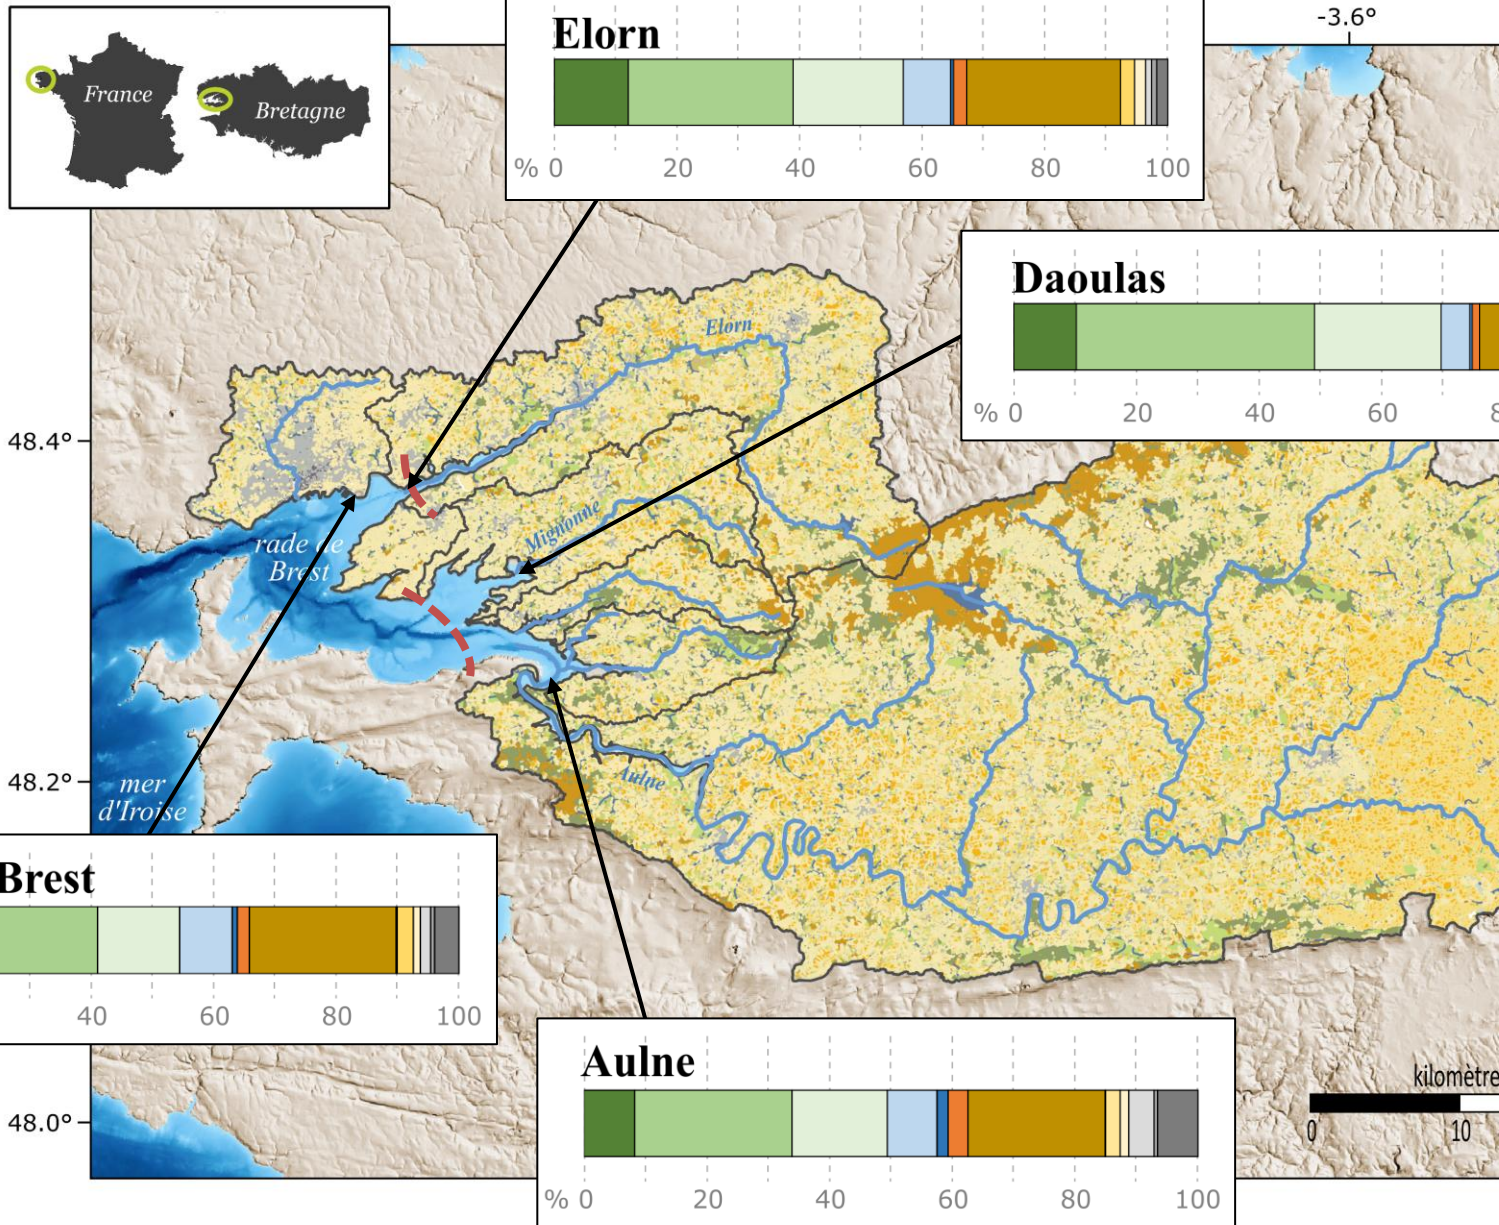 France
Bretagne
Elorn
% 0 20 40 60 80 100
-3.6°
Daoulas
% 0 20 40 60 8
Elorn
48.4°
Mignonne
rade de
Brest
48.2°
mer
d'Iroise
Aulne
Brest
40 60 80 100
Aulne
% 0 20 40 60 80 100
48.0°
kilomètre
0 10